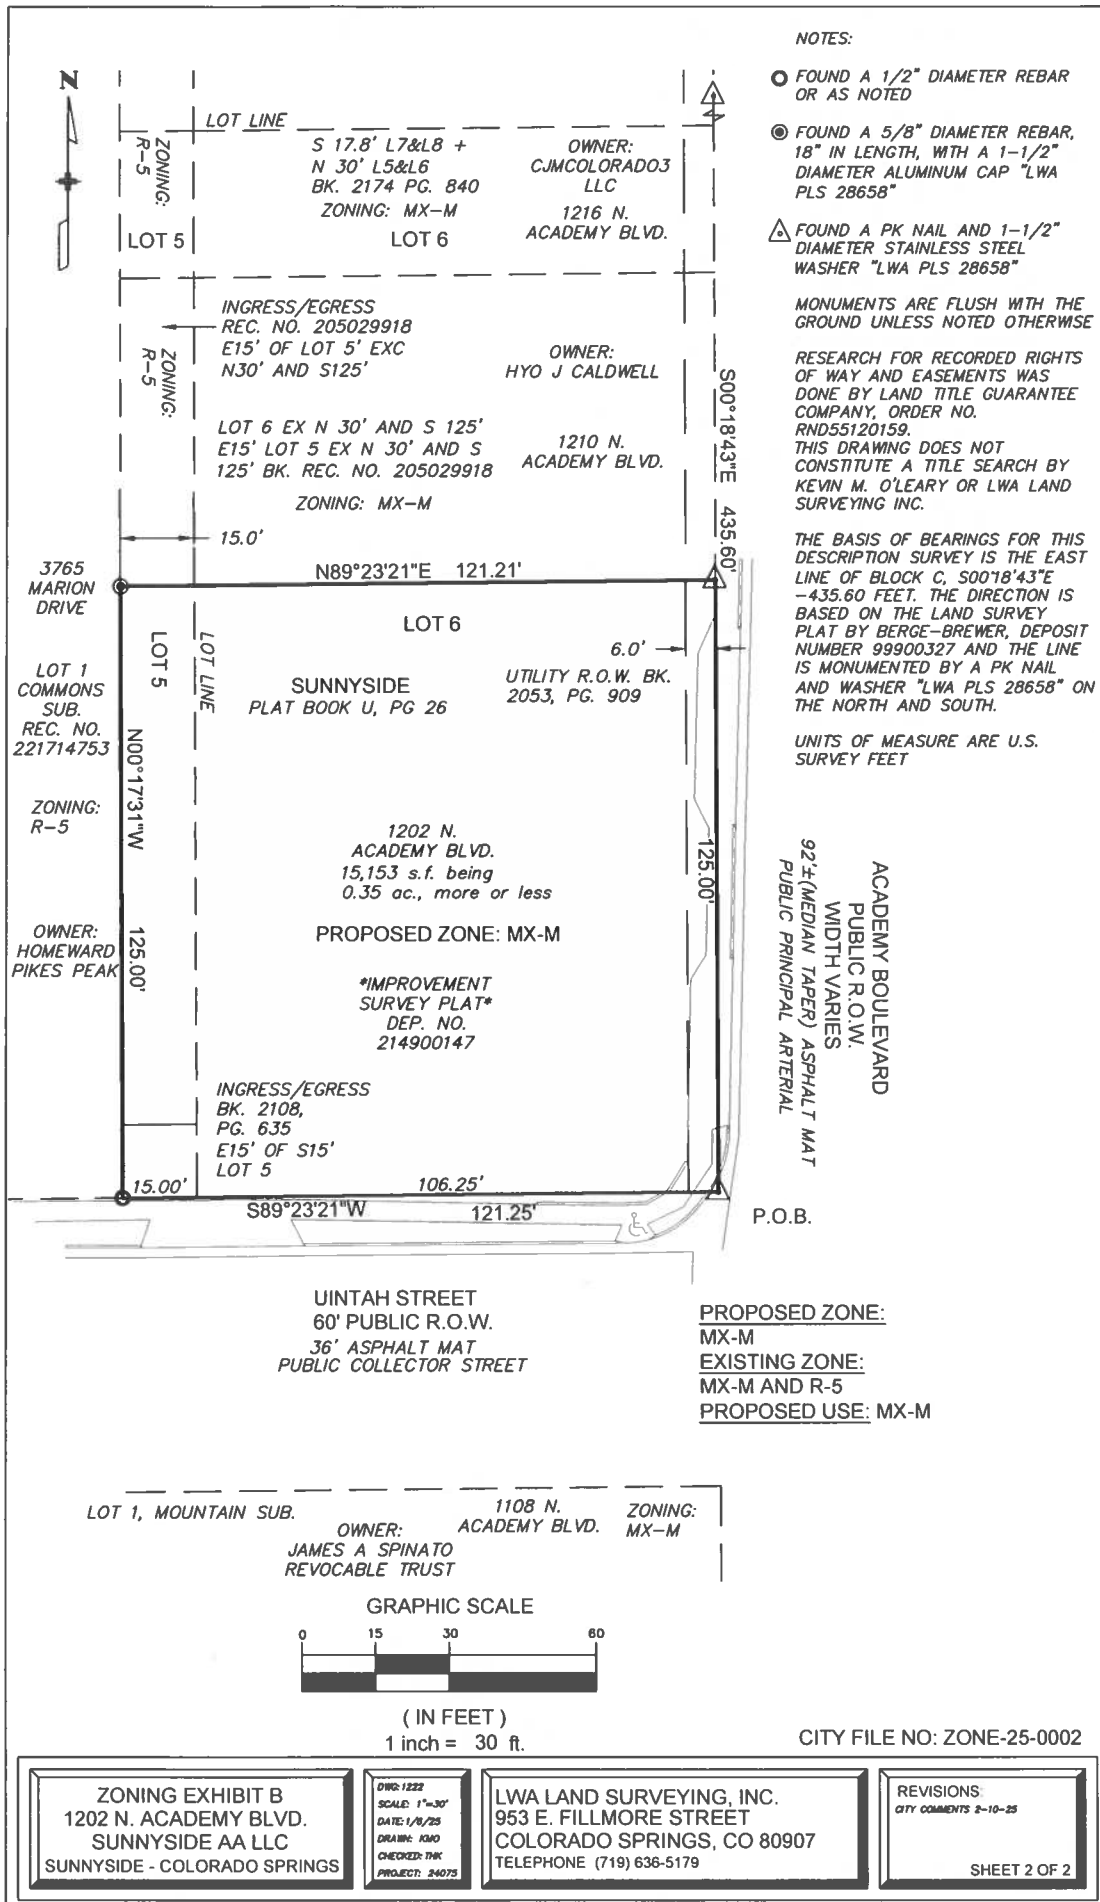 NOTES:
FOUND A 1/2" DIAMETER REBAR
OR AS NOTED
FOUND A 5/8" DIAMETER REBAR,
18" IN LENGTH, WITH A 1-1/2"
DIAMETER ALUMINUM CAP "LWA
PLS 28658"
FOUND A PK NAIL AND 1-1/2"
DIAMETER STAINLESS STEEL
WASHER "LWA PLS 28658"
MONUMENTS ARE FLUSH WITH THE
GROUND UNLESS NOTED OTHERWISE
RESEARCH FOR RECORDED RIGHTS
OF WAY AND EASEMENTS WAS
DONE BY LAND TITLE GUARANTEE
COMPANY, ORDER NO.
RND55120159.
THIS DRAWING DOES NOT
CONSTITUTE A TITLE SEARCH BY
KEVIN M. O'LEARY OR LWA LAND
SURVEYING INC.
THE BASIS OF BEARINGS FOR THIS
DESCRIPTION SURVEY IS THE EAST
LINE OF BLOCK C, S00°18'43"E
-435.60 FEET. THE DIRECTION IS
BASED ON THE LAND SURVEY
PLAT BY BERGE-BREWER, DEPOSIT
NUMBER 99900327 AND THE LINE
IS MONUMENTED BY A PK NAIL
AND WASHER "LWA PLS 28658" ON
THE NORTH AND SOUTH.
UNITS OF MEASURE ARE U.S.
SURVEY FEET
N
LOT LINE
ZONING:
R-5
LOT 5
S 17.8' L7&L8 +
N 30' L5&L6
BK. 2174 PG. 840
ZONING: MX-M
LOT 6
OWNER:
CJMCOLORADO3
LLC
1216 N.
ACADEMY BLVD.
INGRESS/EGRESS
REC. NO. 205029918
E15' OF LOT 5' EXC
N30' AND S125'
ZONING:
R-5
OWNER:
HYO J CALDWELL
LOT 6 EX N 30' AND S 125'
E15' LOT 5 EX N 30' AND S
125' BK. REC. NO. 205029918
1210 N.
ACADEMY BLVD.
ZONING: MX-M
S00°18'43"E 435.60'
15.0'
3765
MARION
DRIVE
N89°23'21"E 121.21'
LOT 6
LOT 5
LOT LINE
6.0'
SUNNYSIDE
PLAT BOOK U, PG 26
UTILITY R.O.W. BK.
2053, PG. 909
LOT 1
COMMONS
SUB.
REC. NO.
221714753
N00°17'31"W 125.00'
ZONING:
R-5
OWNER:
HOMEWARD
PIKES PEAK
1202 N.
ACADEMY BLVD.
15,153 s.f. being
0.35 ac., more or less
PROPOSED ZONE: MX-M
*IMPROVEMENT
SURVEY PLAT*
DEP. NO.
214900147
125.00'
ACADEMY BOULEVARD
PUBLIC R.O.W.
WIDTH VARIES
92'±(MEDIAN TAPER) ASPHALT MAT
PUBLIC PRINCIPAL ARTERIAL
INGRESS/EGRESS
BK. 2108,
PG. 635
E15' OF S15'
LOT 5
15.00'
106.25'
S89°23'21"W 121.25'
P.O.B.
UINTAH STREET
60' PUBLIC R.O.W.
36' ASPHALT MAT
PUBLIC COLLECTOR STREET
PROPOSED ZONE:
MX-M
EXISTING ZONE:
MX-M AND R-5
PROPOSED USE: MX-M
LOT 1, MOUNTAIN SUB.
OWNER:
JAMES A SPINATO
REVOCABLE TRUST
1108 N.
ACADEMY BLVD.
ZONING:
MX-M
GRAPHIC SCALE
0 15 30 60
( IN FEET )
1 inch = 30 ft.
CITY FILE NO: ZONE-25-0002
ZONING EXHIBIT B
1202 N. ACADEMY BLVD.
SUNNYSIDE AA LLC
SUNNYSIDE - COLORADO SPRINGS
DWG: 1222
SCALE: 1"=30'
DATE: 1/8/25
DRAWN: KMO
CHECKED: THK
PROJECT: 24075
LWA LAND SURVEYING, INC.
953 E. FILLMORE STREET
COLORADO SPRINGS, CO 80907
TELEPHONE (719) 636-5179
REVISIONS:
CITY COMMENTS 2-10-25
SHEET 2 OF 2